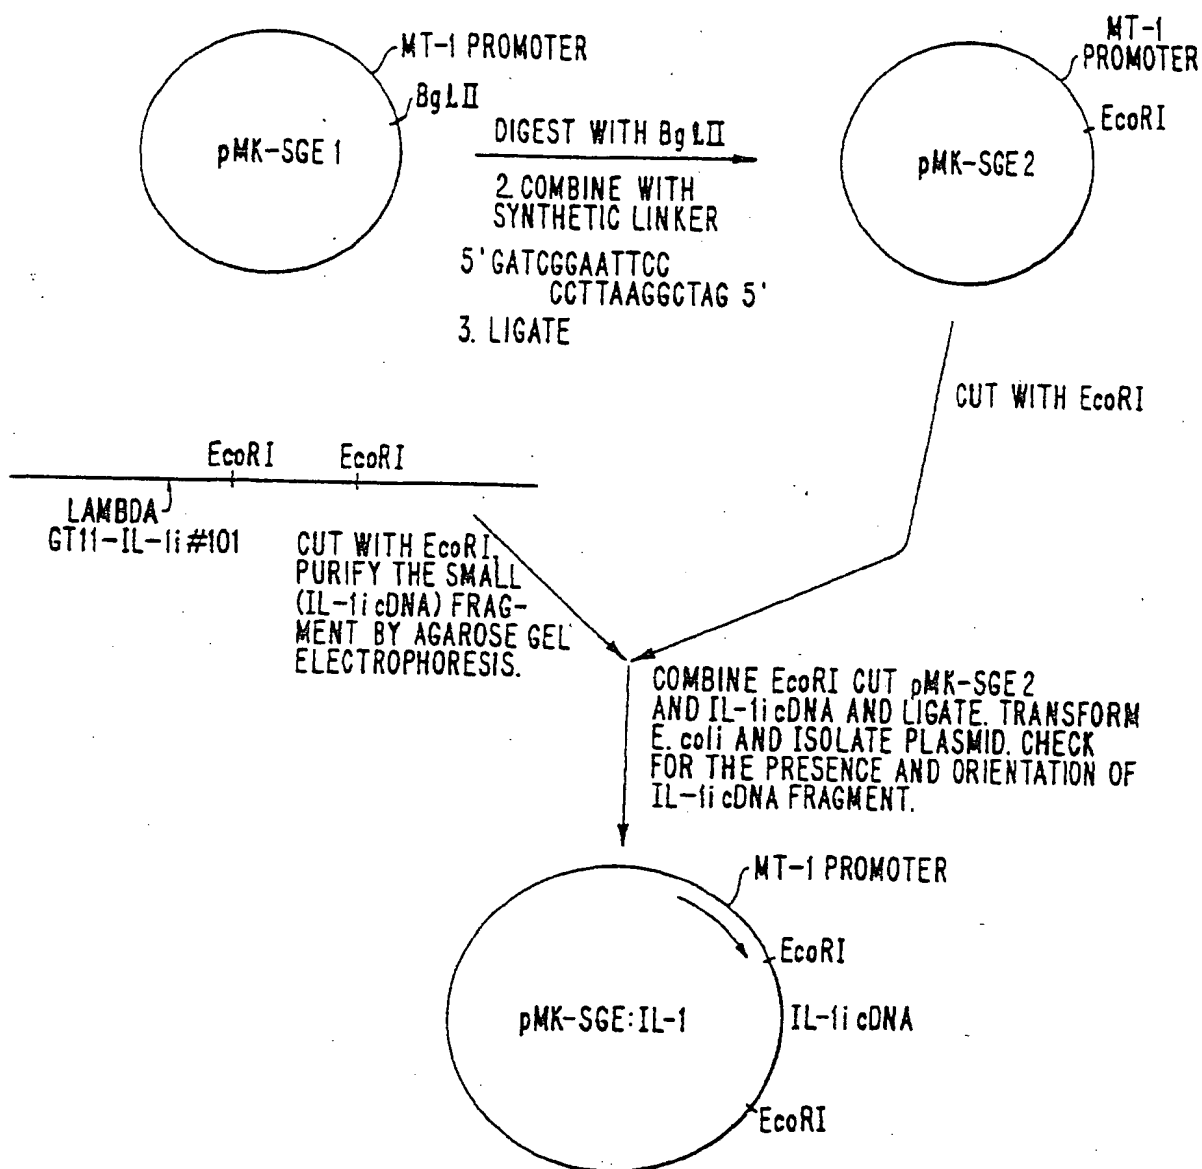 MT-1 PROMOTER
BglII
pMK-SGE 1
DIGEST WITH BglII
2. COMBINE WITH
SYNTHETIC LINKER
5' GATCGGAATTCC
CCTTAAGGCTAG 5'
3. LIGATE
MT-1
PROMOTER
EcoRI
pMK-SGE2
CUT WITH EcoRI
EcoRI
EcoRI
LAMBDA
GT11-IL-1i#101
CUT WITH EcoRI,
PURIFY THE SMALL
(IL-1i cDNA) FRAG-
MENT BY AGAROSE GEL
ELECTROPHORESIS.
COMBINE EcoRI CUT pMK-SGE2
AND IL-1i cDNA AND LIGATE. TRANSFORM
E. coli AND ISOLATE PLASMID. CHECK
FOR THE PRESENCE AND ORIENTATION OF
IL-1i cDNA FRAGMENT.
MT-1 PROMOTER
EcoRI
pMK-SGE:IL-1
IL-1i cDNA
EcoRI